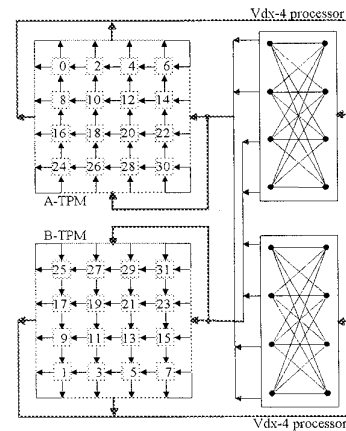 Vdx-4 processor
0 2 4 6
8 10 12 14
16 18 20 22
24 26 28 30
A-TPM
B-TPM
25 27 29 31
17 19 21 23
9 11 13 15
1 3 5 7
Vdx-4 processor